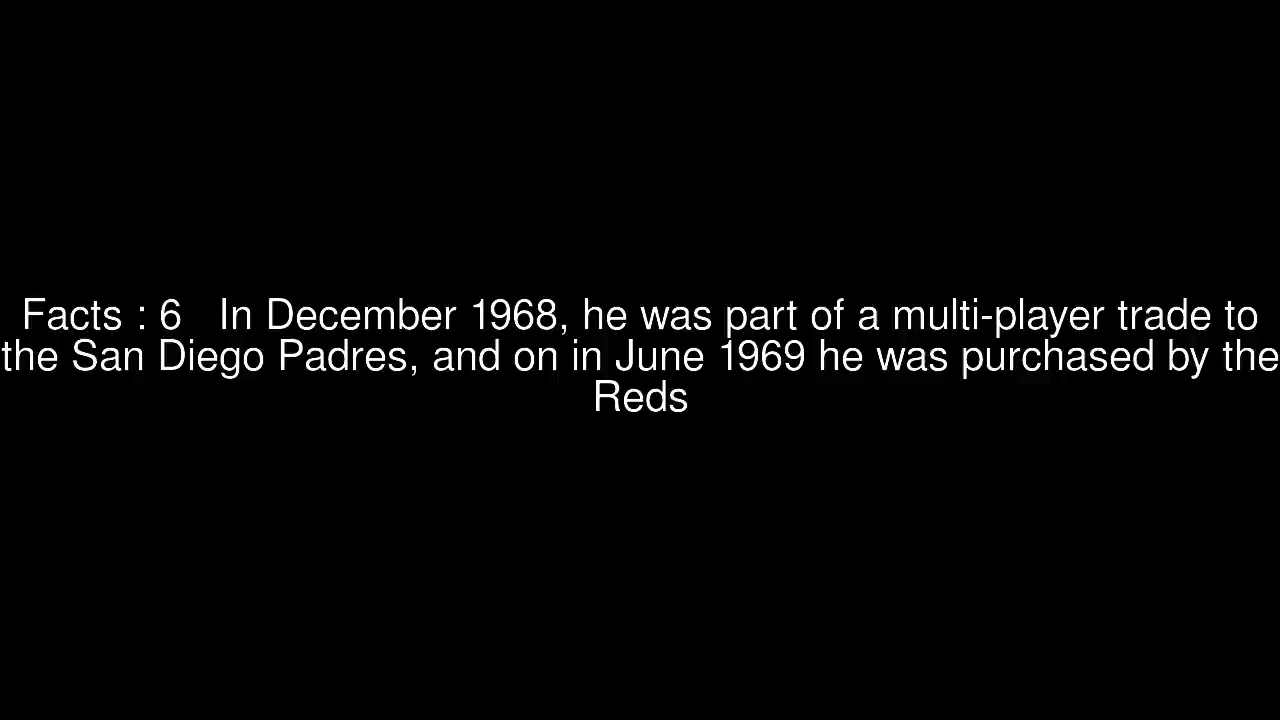 Facts : 6   In December 1968, he was part of a multi-player trade to
the San Diego Padres, and on in June 1969 he was purchased by the
Reds